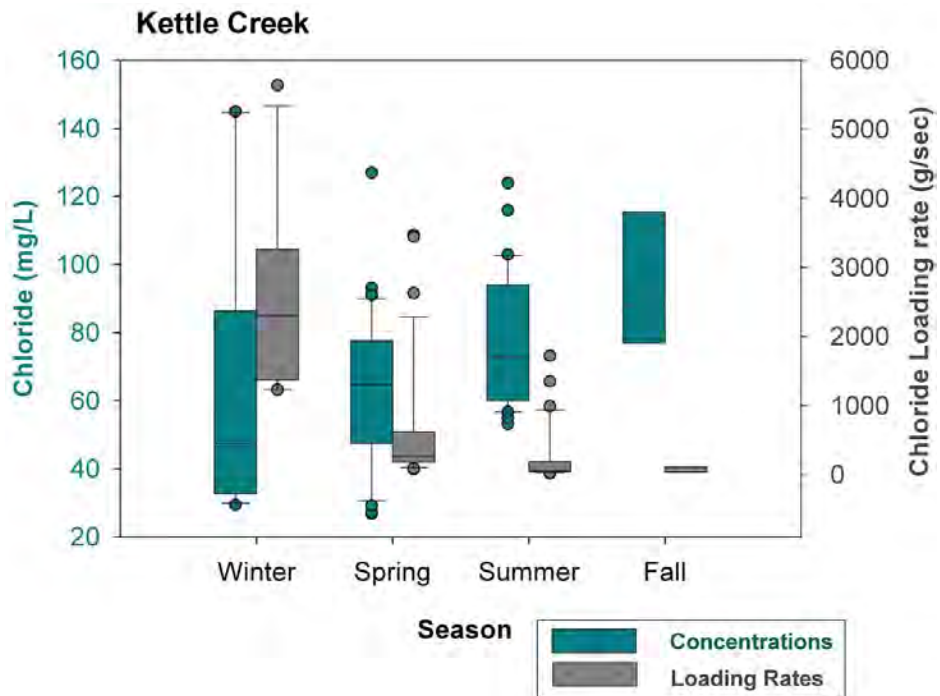 Kettle Creek
160
140
120
100
80
60
40
20
Chloride (mg/L)
6000
5000
4000
3000
2000
1000
0
Chloride Loading rate (g/sec)
Winter Spring Summer Fall
Season
Concentrations
Loading Rates